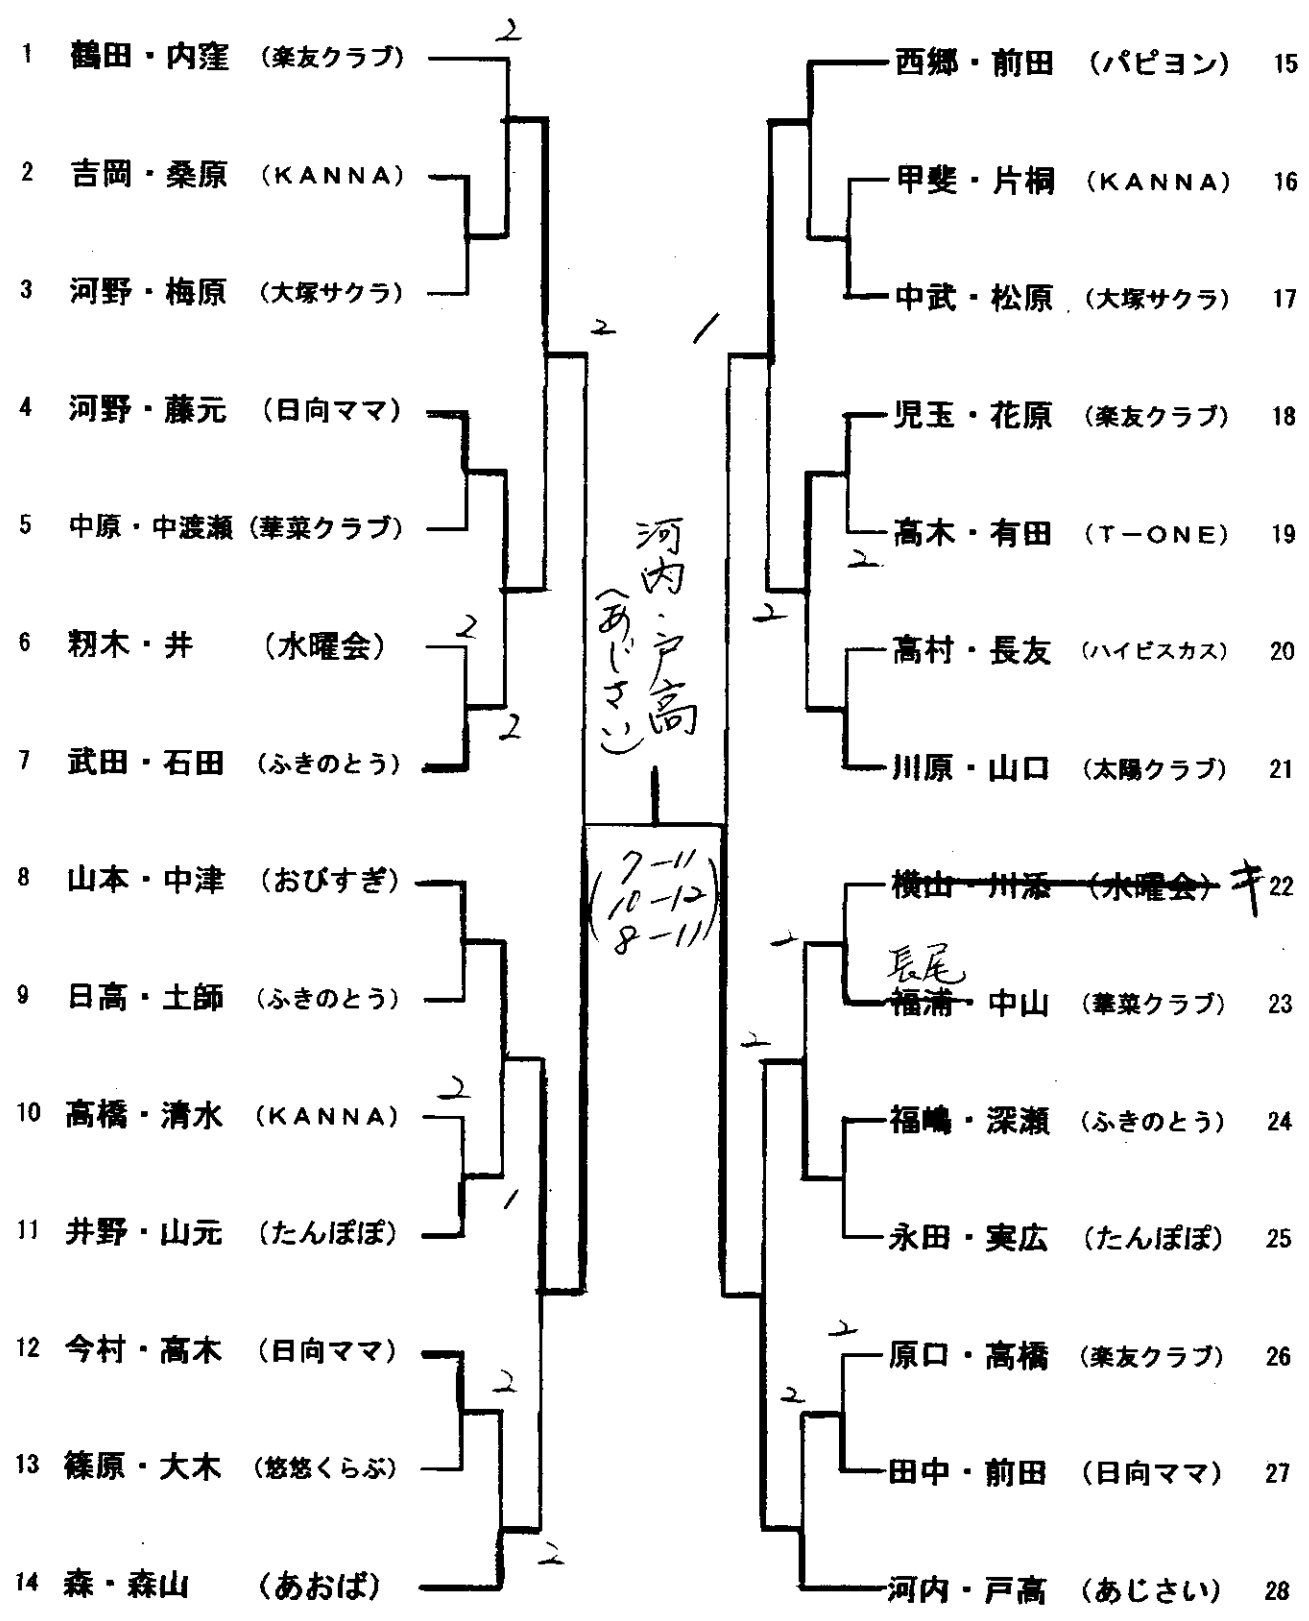 2
1 鶴田・内窪 (楽友クラブ)
2 吉岡・桑原 (KANNA)
3 河野・梅原 (大塚サクラ)
2
4 河野・藤元 (日向ママ)
5 中原・中渡瀬 (華菜クラブ)
2
6 籾木・井 (水曜会)
2
7 武田・石田 (ふきのとう)
8 山本・中津 (おびすぎ)
9 日高・土師 (ふきのとう)
2
10 高橋・清水 (KANNA)
1
11 井野・山元 (たんぽぽ)
12 今村・高木 (日向ママ)
2
13 篠原・大木 (悠悠くらぶ)
2
14 森・森山 (あおば)
河内・戸高
(あじさい)
7-11
10-12
8-11
西郷・前田 (パピヨン) 15
甲斐・片桐 (KANNA) 16
中武・松原 (大塚サクラ) 17
1
児玉・花原 (楽友クラブ) 18
高木・有田 (T-ONE) 19
2
2
高村・長友 (ハイビスカス) 20
川原・山口 (太陽クラブ) 21
横山・川添 (水曜会) キ 22
2
長尾
福浦・中山 (華菜クラブ) 23
2
福嶋・深瀬 (ふきのとう) 24
永田・実広 (たんぽぽ) 25
2
原口・高橋 (楽友クラブ) 26
2
田中・前田 (日向ママ) 27
河内・戸高 (あじさい) 28